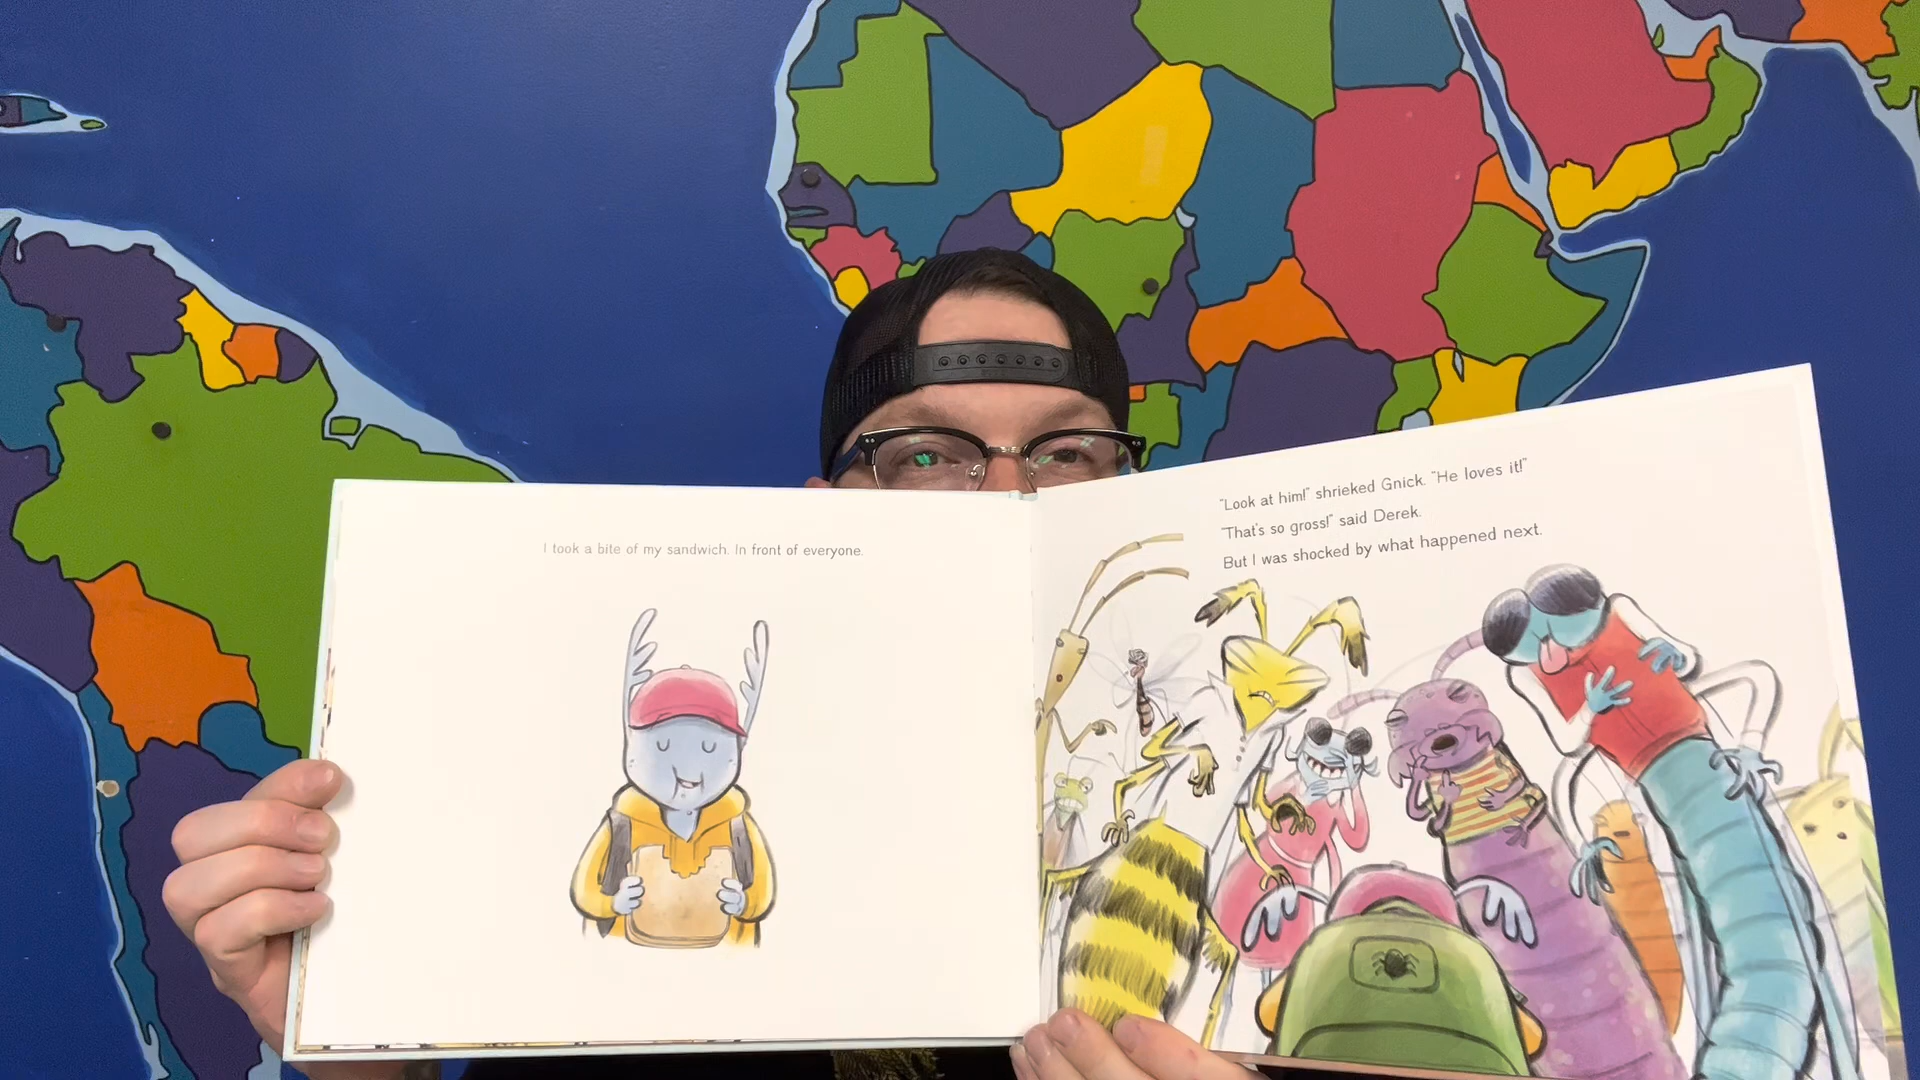 I took a bite of my sandwich. In front of everyone.
"Look at him!" shrieked Gnick. "He loves it!"
"That's so gross!" said Derek.
But I was shocked by what happened next.